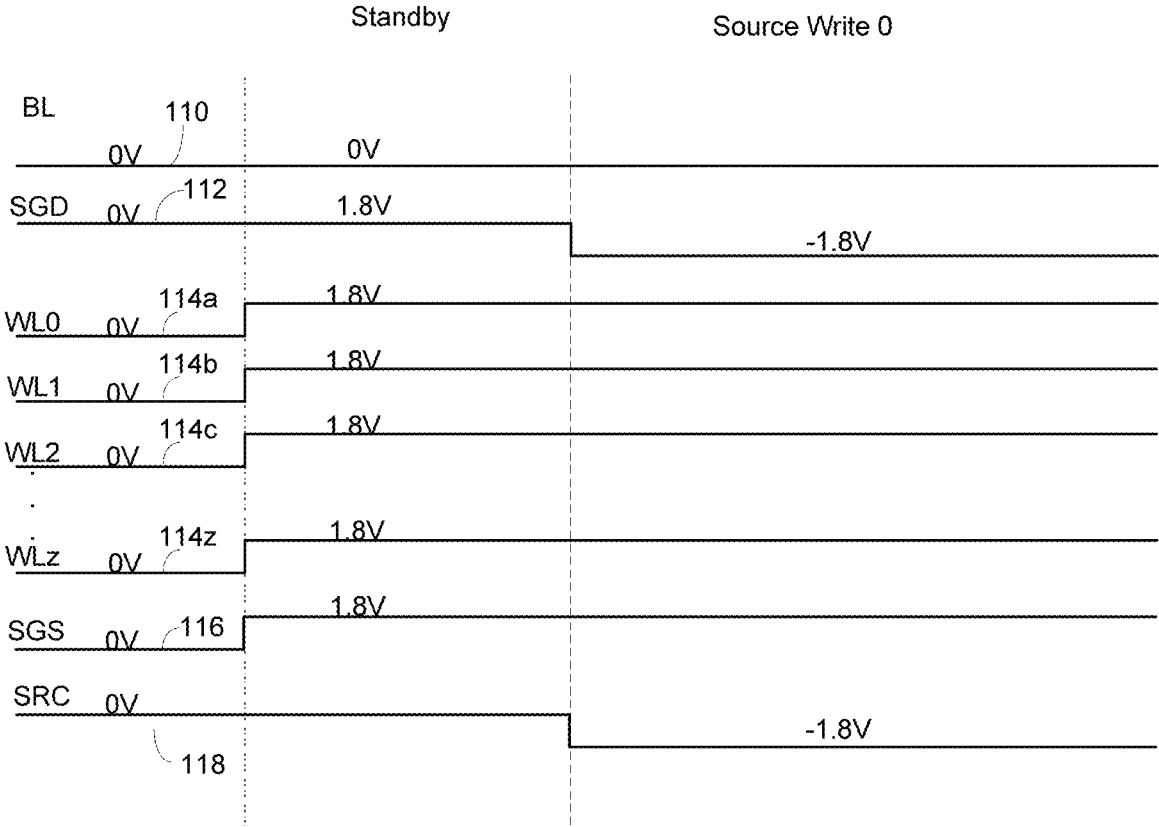 Standby
Source Write 0
BL
110
0V
0V
SGD
112
0V
1.8V
-1.8V
114a
1.8V
WL0
0V
114b
1.8V
WL1
0V
114c
1.8V
WL2
0V
114z
1.8V
WLz
0V
1.8V
SGS
116
0V
SRC
0V
-1.8V
118